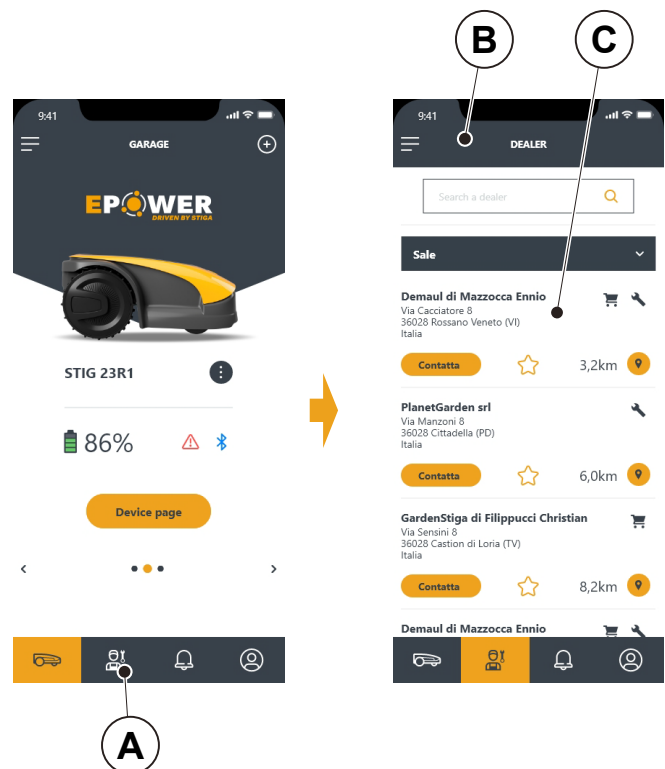 B
C
9:41
GARAGE
EPOWER
DRIVEN BY STIGA
STIG 23R1
86%
Device page
A
9:41
DEALER
Search a dealer
Sale
Demaul di Mazzocca Ennio
Via Cacciatore 8
36028 Rossano Veneto (VI)
Italia
Contatta
3,2km
PlanetGarden srl
Via Manzoni 8
36028 Cittadella (PD)
Italia
Contatta
6,0km
GardenStiga di Filippucci Christian
Via Sensini 8
36028 Castion di Loria (TV)
Italia
Contatta
8,2km
Demaul di Mazzocca Ennio